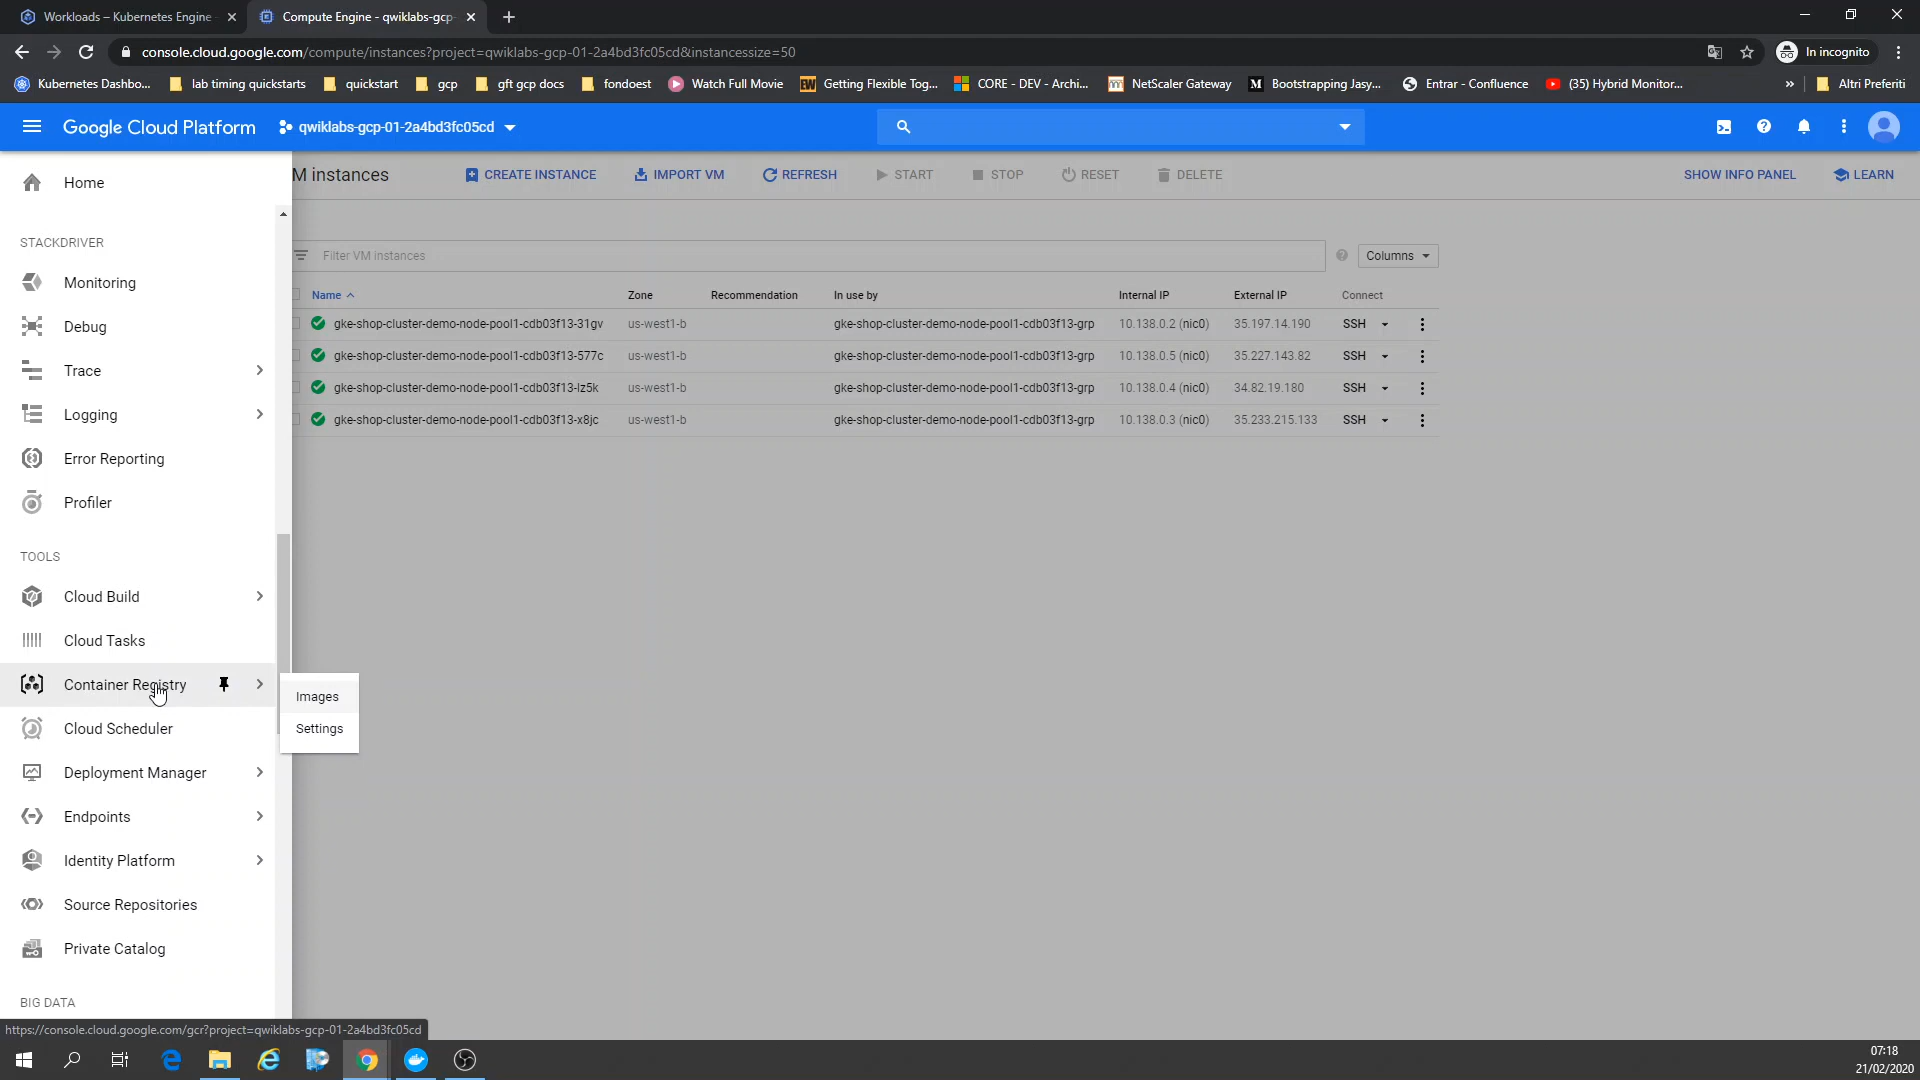 Workloads – Kubernetes Engine
Compute Engine - qwiklabs-gcp-
console.cloud.google.com/compute/instances?project=qwiklabs-gcp-01-2a4bd3fc05cd&instancessize=50
In incognito
Kubernetes Dashbo...
lab timing quickstarts
quickstart
gcp
gft gcp docs
fondoest
Watch Full Movie
Getting Flexible Tog...
CORE - DEV - Archi...
NetScaler Gateway
Bootstrapping Jasy...
Entrar - Confluence
(35) Hybrid Monitor...
»
Altri Preferiti
Google Cloud Platform
qwiklabs-gcp-01-2a4bd3fc05cd
Home
M instances
CREATE INSTANCE
IMPORT VM
REFRESH
START
STOP
RESET
DELETE
SHOW INFO PANEL
LEARN
STACKDRIVER
Monitoring
Debug
Trace
Logging
Error Reporting
Profiler
TOOLS
Cloud Build
Cloud Tasks
Container Registry
Cloud Scheduler
Deployment Manager
Endpoints
Identity Platform
Source Repositories
Private Catalog
BIG DATA
Images
Settings
Filter VM instances
Columns
Name Zone Recommendation In use by Internal IP External IP Connect
gke-shop-cluster-demo-node-pool1-cdb03f13-31gv us-west1-b gke-shop-cluster-demo-node-pool1-cdb03f13-grp 10.138.0.2 (nic0) 35.197.14.190 SSH
gke-shop-cluster-demo-node-pool1-cdb03f13-577c us-west1-b gke-shop-cluster-demo-node-pool1-cdb03f13-grp 10.138.0.5 (nic0) 35.227.143.82 SSH
gke-shop-cluster-demo-node-pool1-cdb03f13-lz5k us-west1-b gke-shop-cluster-demo-node-pool1-cdb03f13-grp 10.138.0.4 (nic0) 34.82.19.180 SSH
gke-shop-cluster-demo-node-pool1-cdb03f13-x8jc us-west1-b gke-shop-cluster-demo-node-pool1-cdb03f13-grp 10.138.0.3 (nic0) 35.233.215.133 SSH
https://console.cloud.google.com/gcr?project=qwiklabs-gcp-01-2a4bd3fc05cd
07:18
21/02/2020